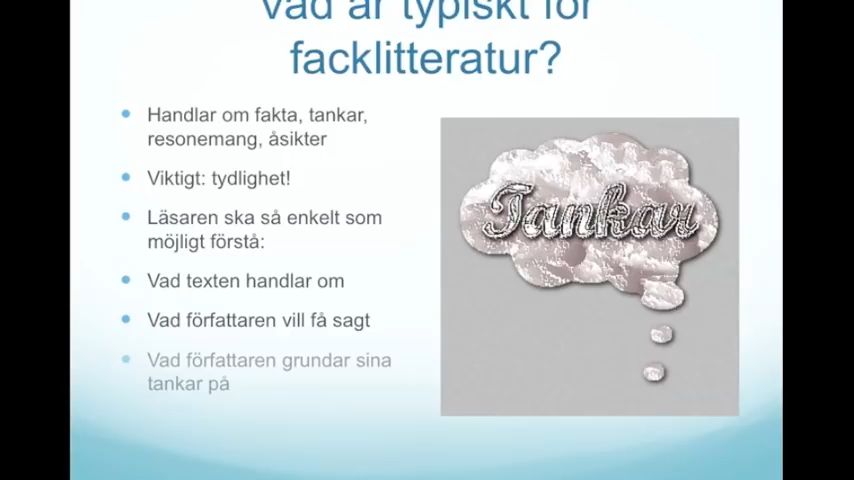 Vad är typiskt för
facklitteratur?
Handlar om fakta, tankar,
resonemang, åsikter
Viktigt: tydlighet!
Läsaren ska så enkelt som
möjligt förstå:
Vad texten handlar om
Vad författaren vill få sagt
Vad författaren grundar sina
tankar på
Tankar